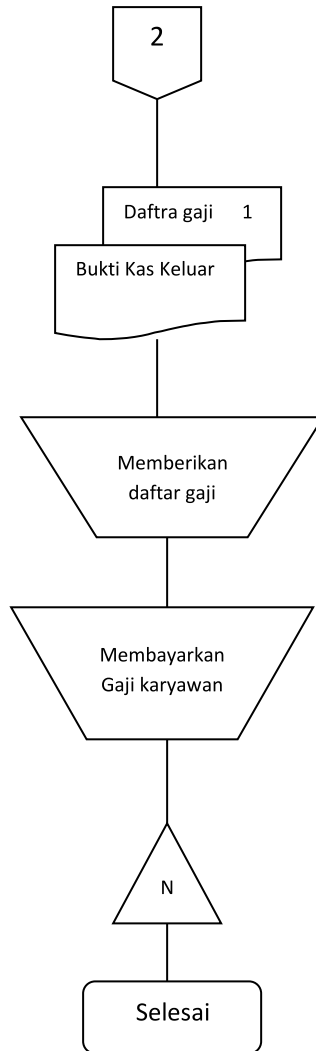 2
Daftra gaji 1
Bukti Kas Keluar
Memberikan
daftar gaji
Membayarkan
Gaji karyawan
N
Selesai